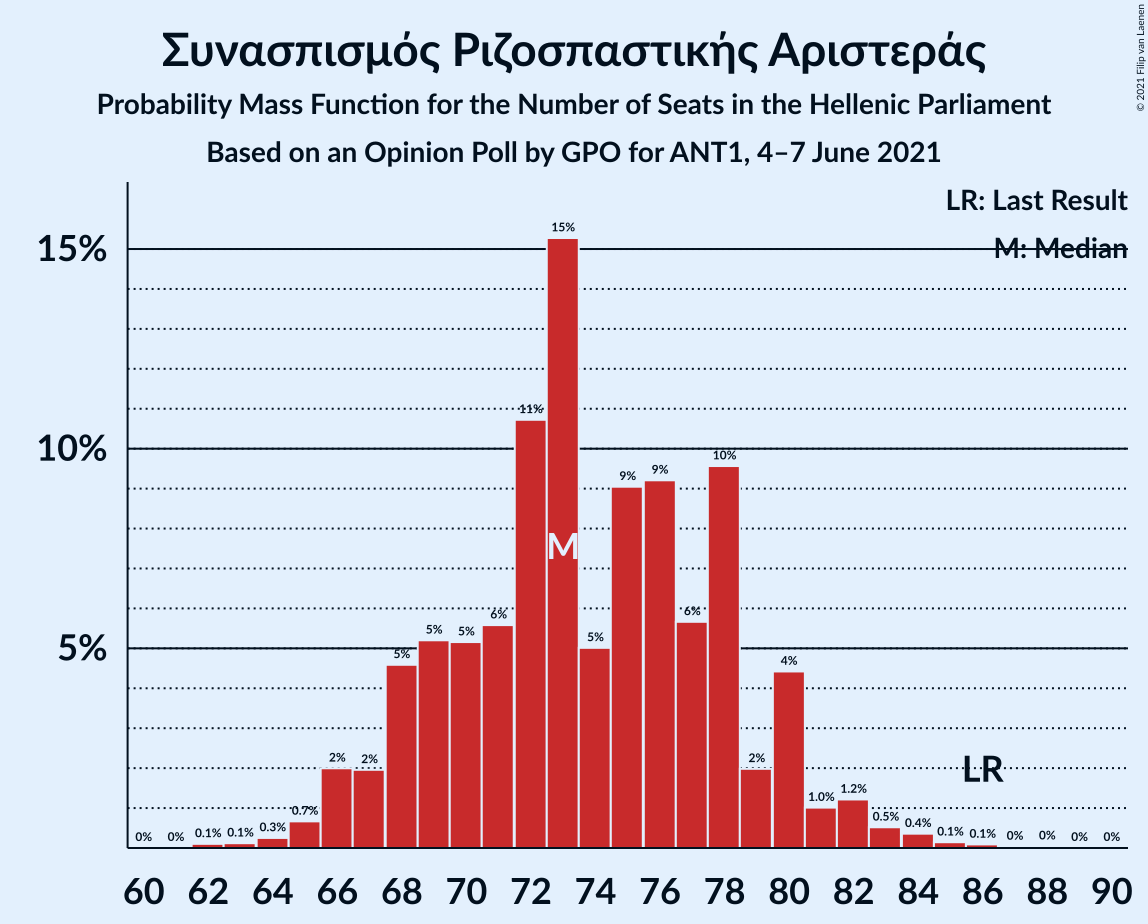 Συνασπισμός Ριζοσπαστικής Αριστεράς
Probability Mass Function for the Number of Seats in the Hellenic Parliament
Based on an Opinion Poll by GPO for ANT1, 4–7 June 2021
© 2021 Filip van Laenen
LR: Last Result
M: Median
15%
10%
5%
0% 0% 0.1% 0.1% 0.3% 0.7% 2% 2% 5% 5% 5% 6% 11% 15% 5% 9% 9% 6% 10% 2% 4% 1.0% 1.2% 0.5% 0.4% 0.1% 0.1% 0% 0% 0% 0%
M
LR
60 62 64 66 68 70 72 74 76 78 80 82 84 86 88 90